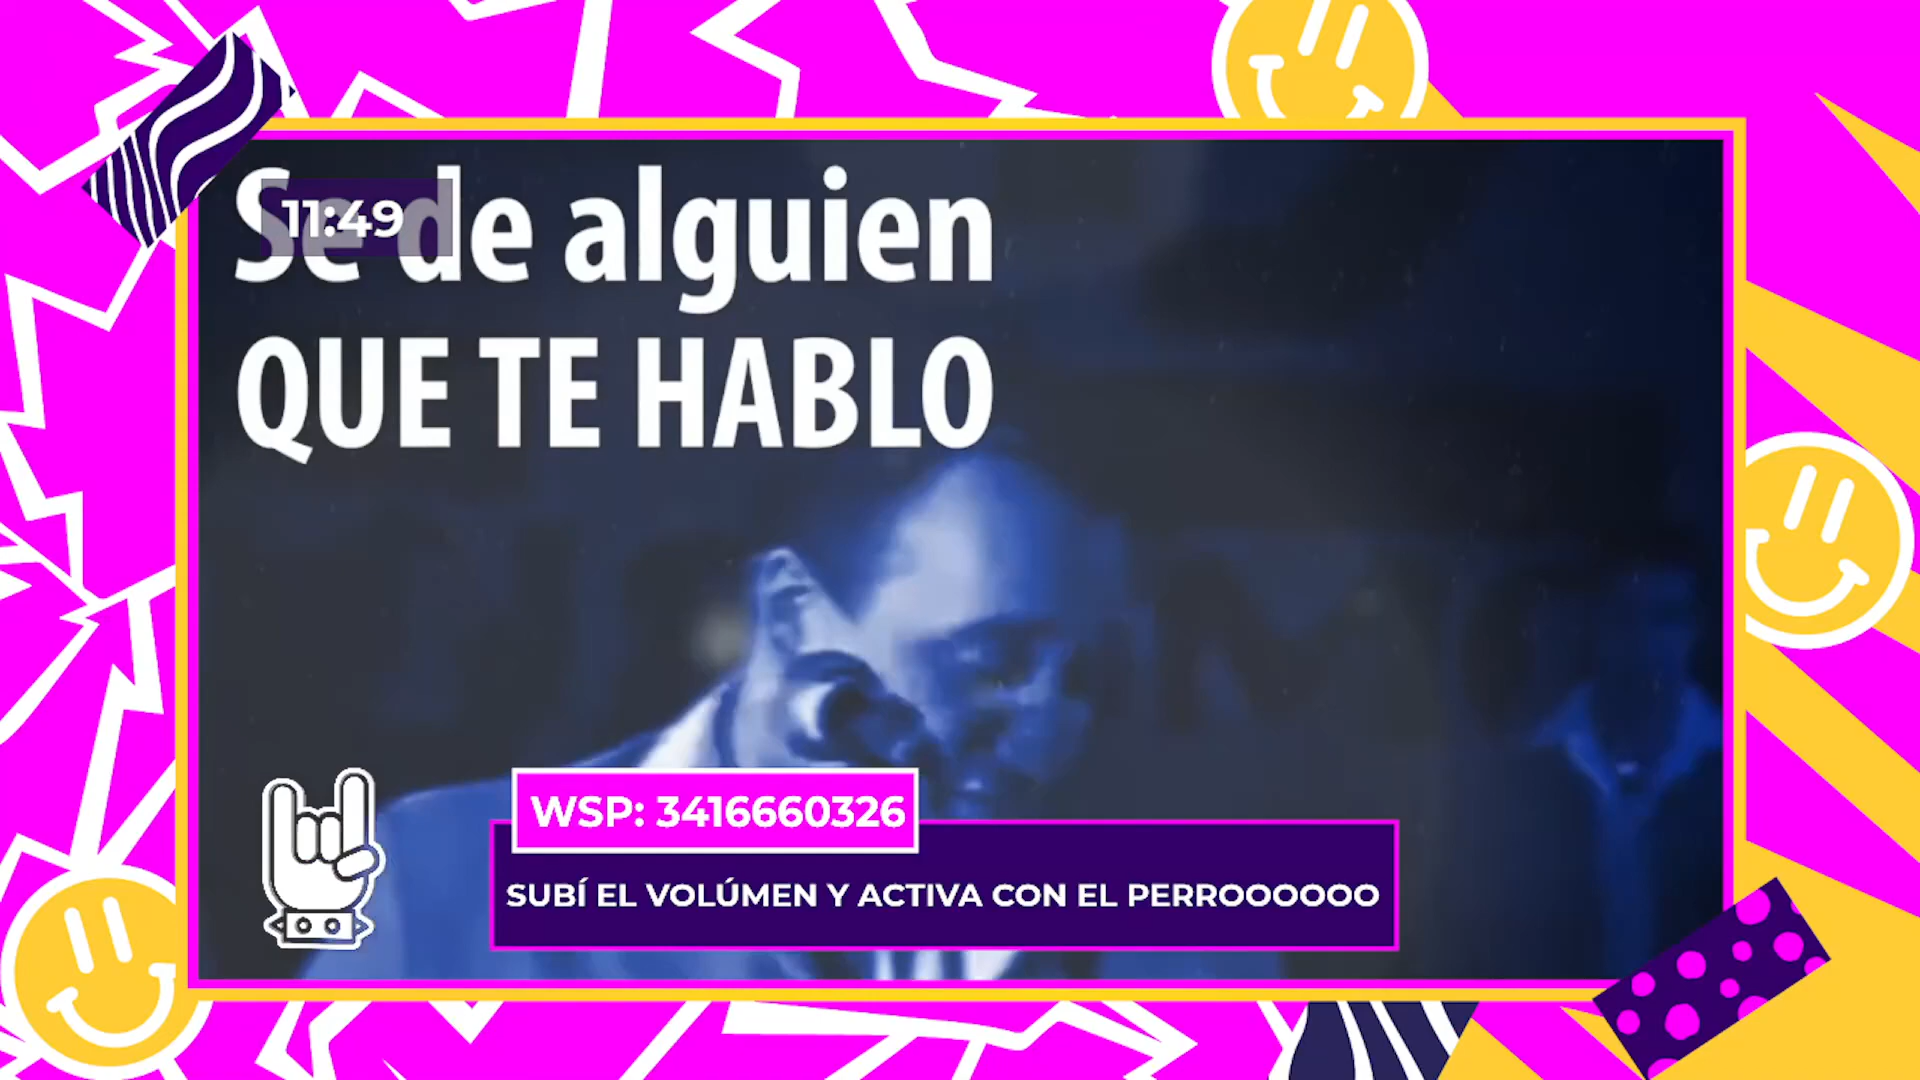 Se de alguien
11:49
QUE TE HABLO
WSP: 3416660326
SUBÍ EL VOLÚMEN Y ACTIVA CON EL PERROOOOOO